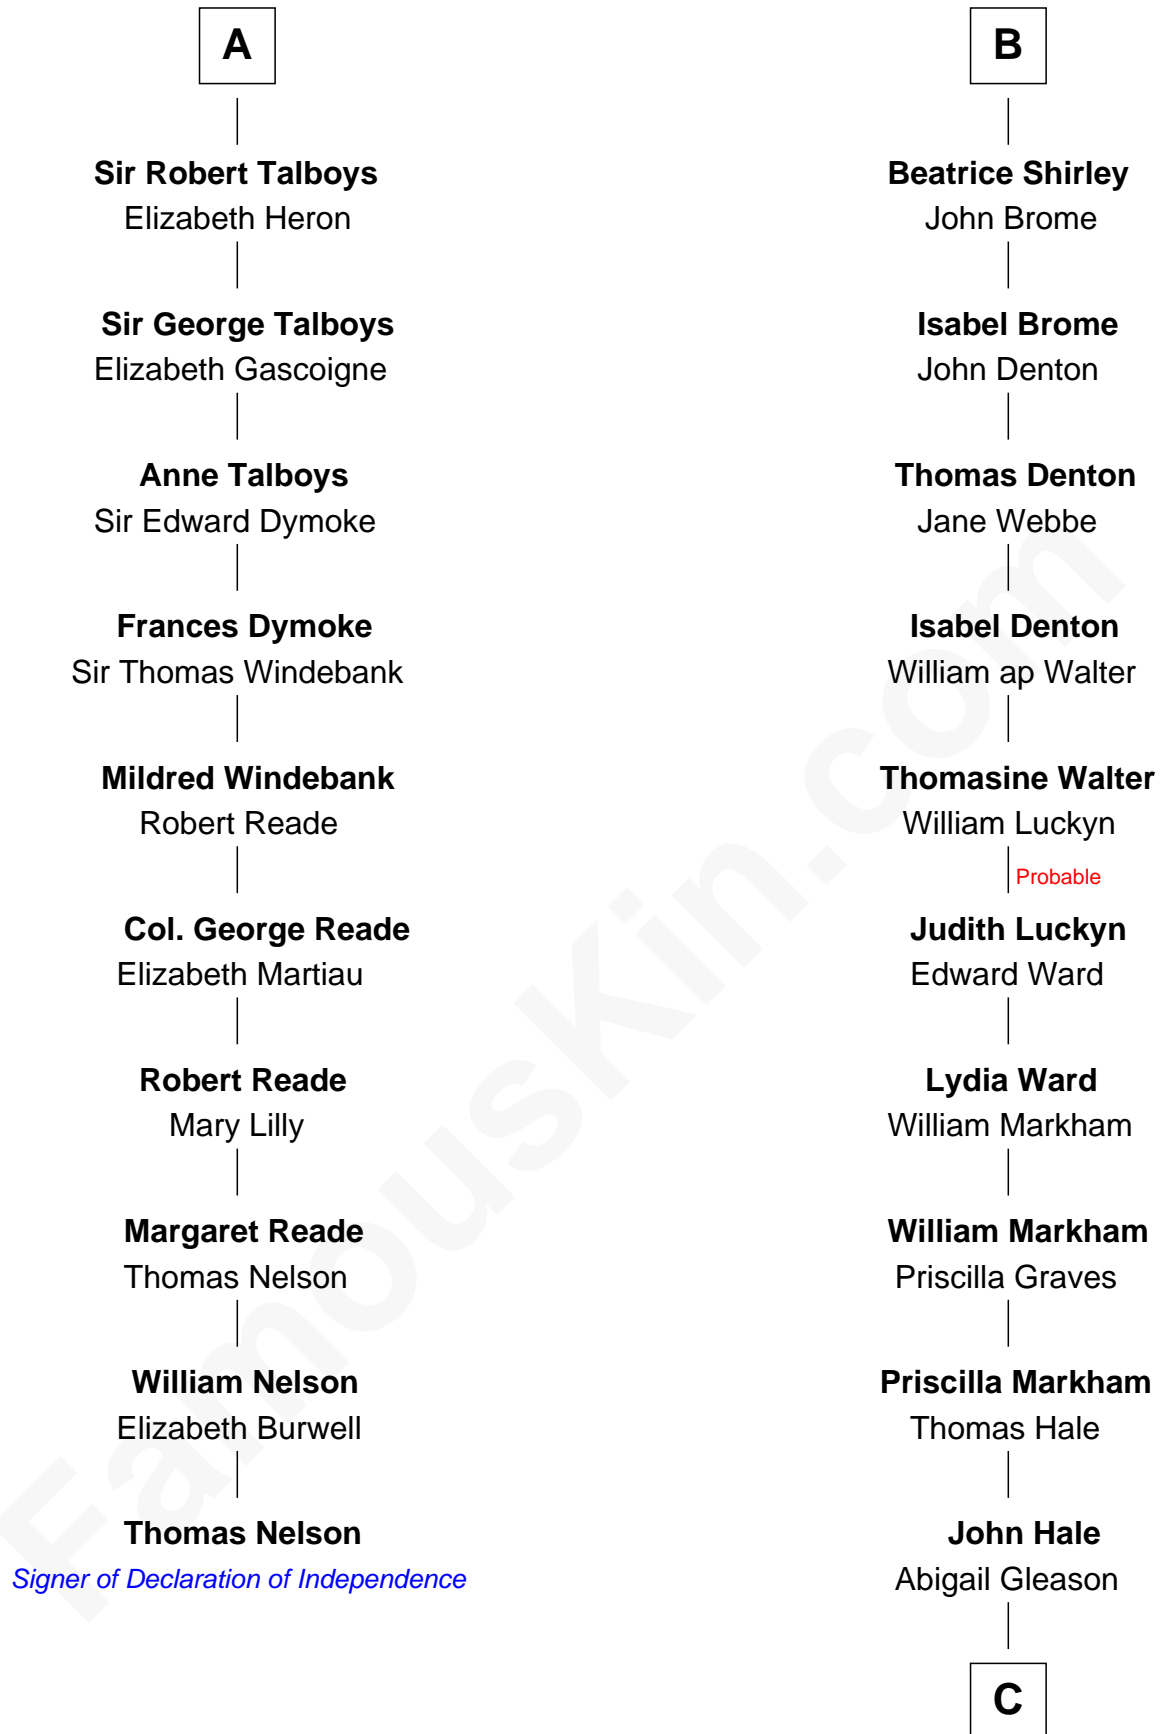 A
Sir Robert Talboys
Elizabeth Heron
Sir George Talboys
Elizabeth Gascoigne
Anne Talboys
Sir Edward Dymoke
Frances Dymoke
Sir Thomas Windebank
Mildred Windebank
Robert Reade
Col. George Reade
Elizabeth Martiau
Robert Reade
Mary Lilly
Margaret Reade
Thomas Nelson
William Nelson
Elizabeth Burwell
Thomas Nelson
Signer of Declaration of Independence
B
Beatrice Shirley
John Brome
Isabel Brome
John Denton
Thomas Denton
Jane Webbe
Isabel Denton
William ap Walter
Thomasine Walter
William Luckyn
Probable
Judith Luckyn
Edward Ward
Lydia Ward
William Markham
William Markham
Priscilla Graves
Priscilla Markham
Thomas Hale
John Hale
Abigail Gleason
C
FamousKin.com